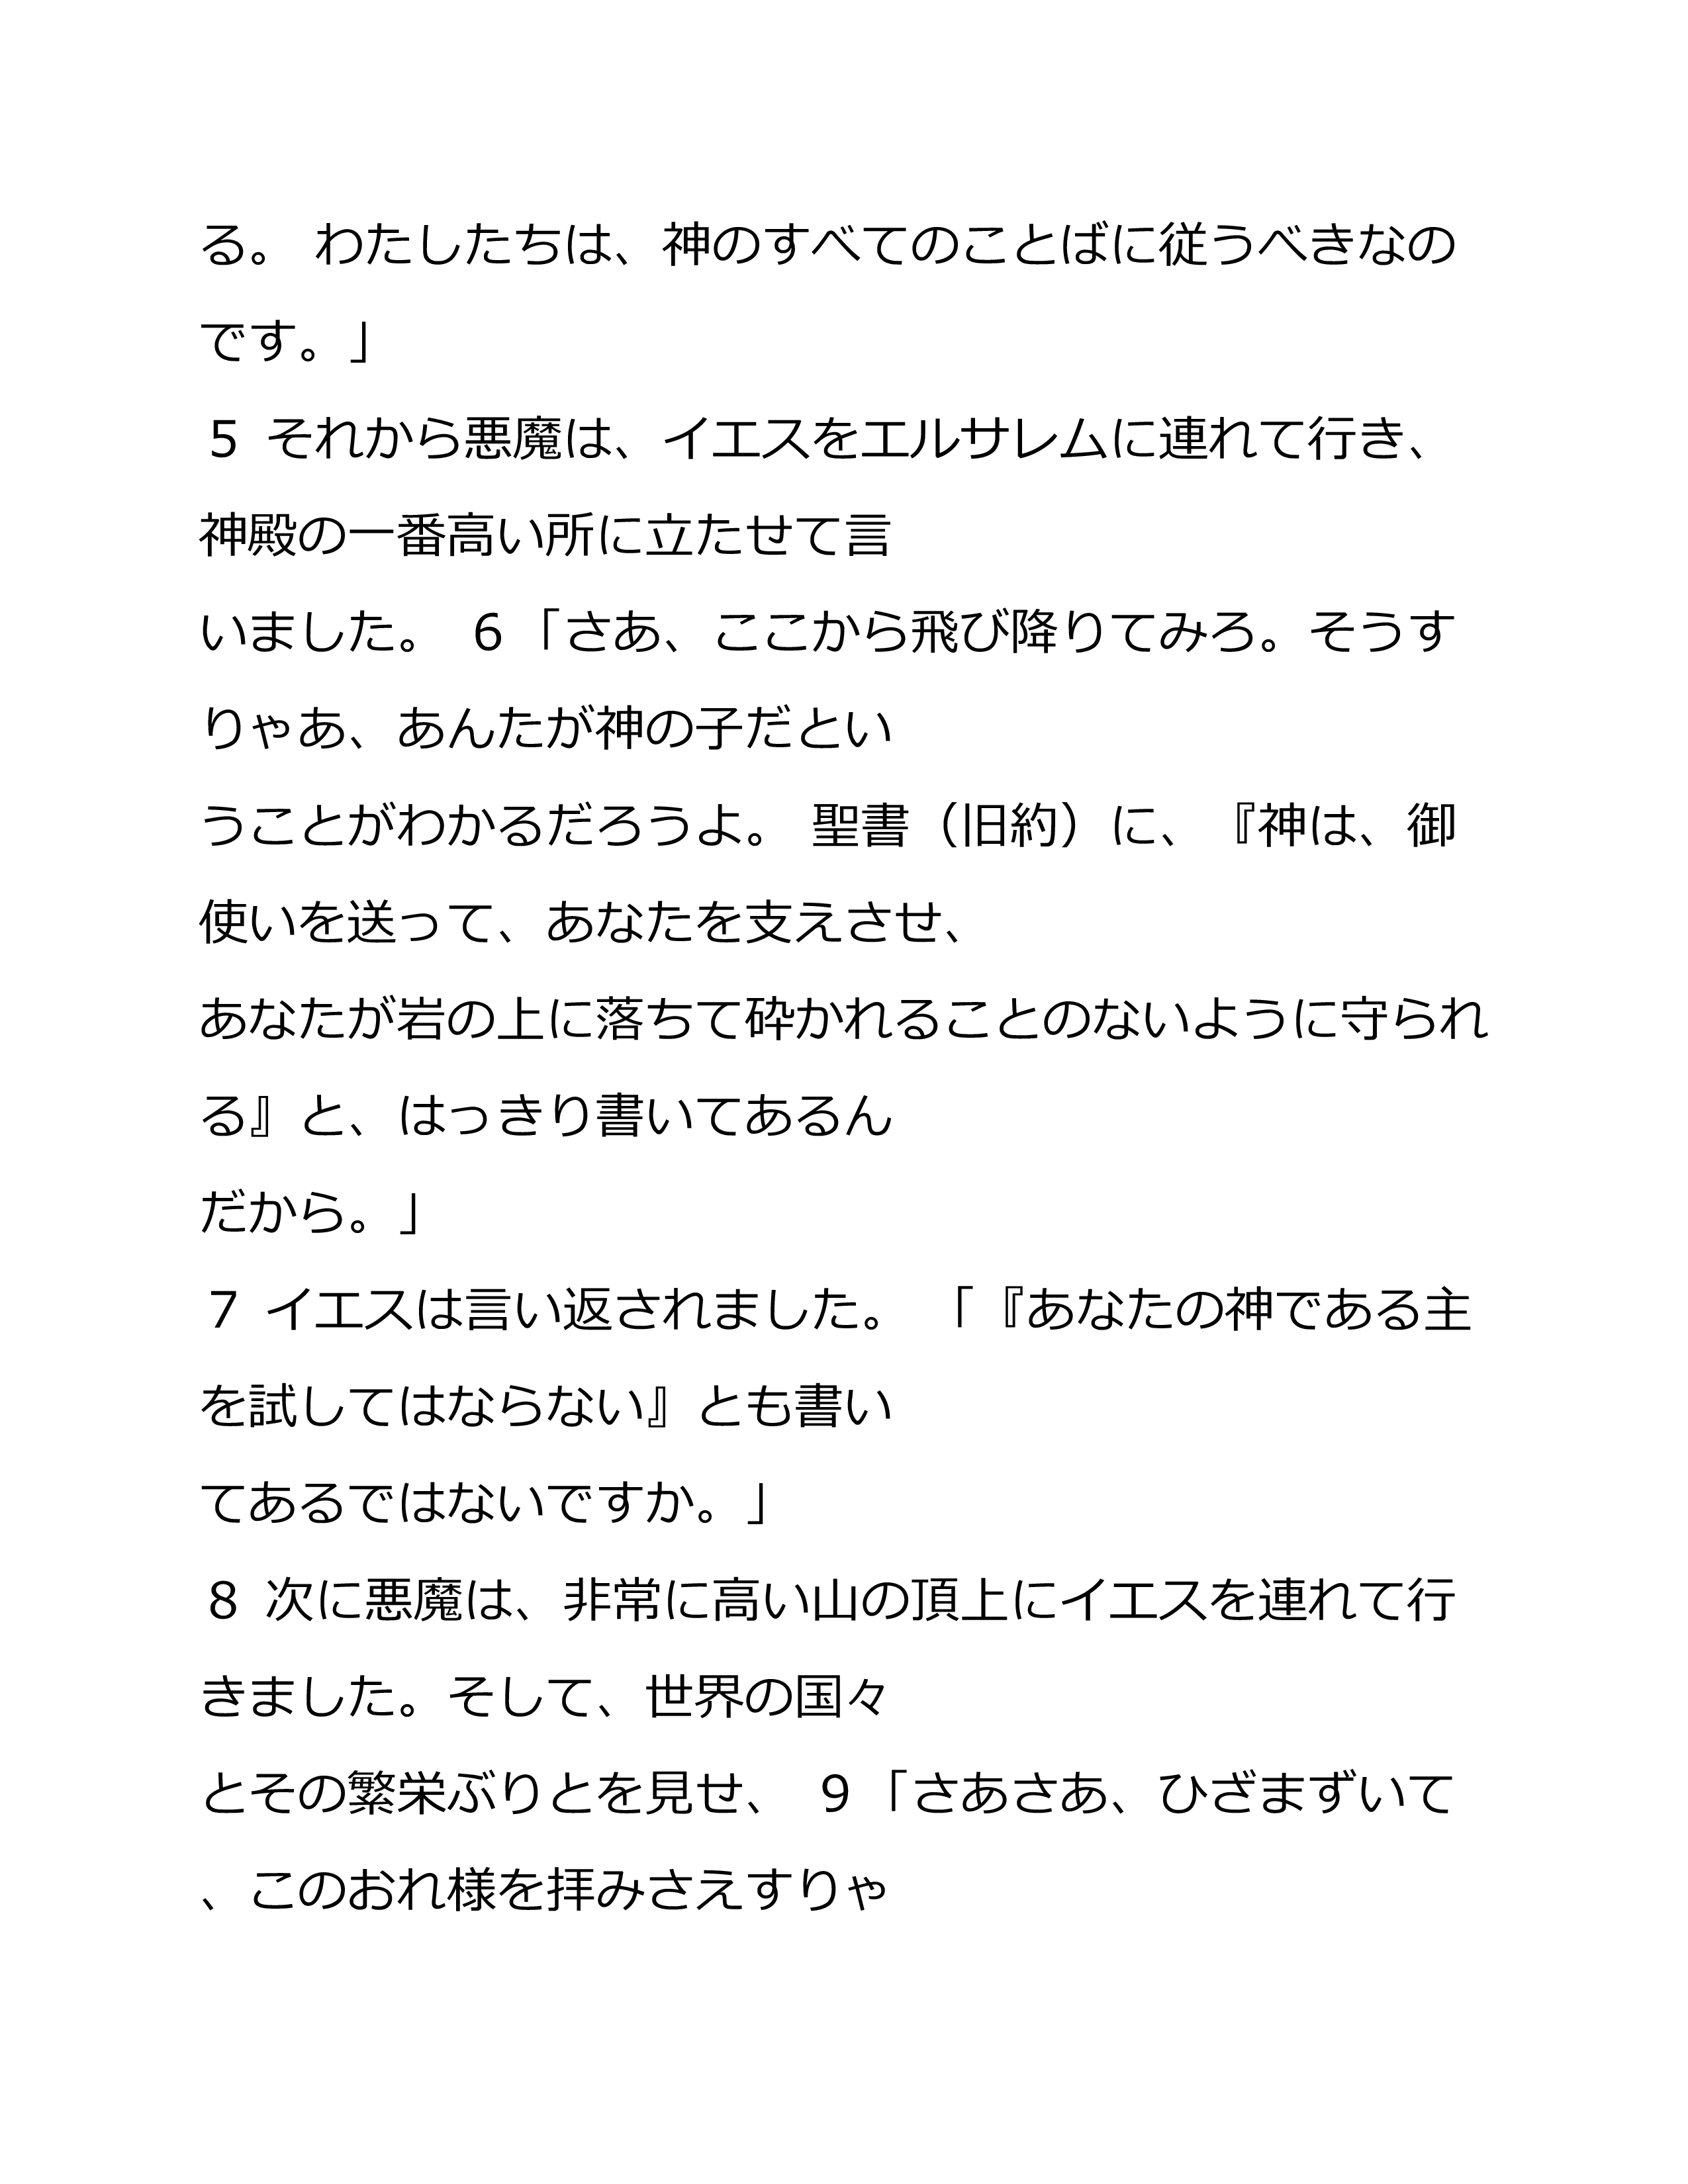 る。 わたしたちは、神のすべてのことばに従うべきなの
です。」
5 それから悪魔は、イエスをエルサレムに連れて行き、
神殿の一番高い所に立たせて言
いました。 6「さあ、ここから飛び降りてみろ。そうす
りゃあ、あんたが神の子だとい
うことがわかるだろうよ。 聖書（旧約）に、『神は、御
使いを送って、あなたを支えさせ、
あなたが岩の上に落ちて砕かれることのないように守られ
る』と、はっきり書いてあるん
だから。」
7 イエスは言い返されました。 「『あなたの神である主
を試してはならない』とも書い
てあるではないですか。」
8 次に悪魔は、非常に高い山の頂上にイエスを連れて行
きました。そして、世界の国々
とその繁栄ぶりとを見せ、 9「さあさあ、ひざまずいて
、このおれ様を拝みさえすりゃ